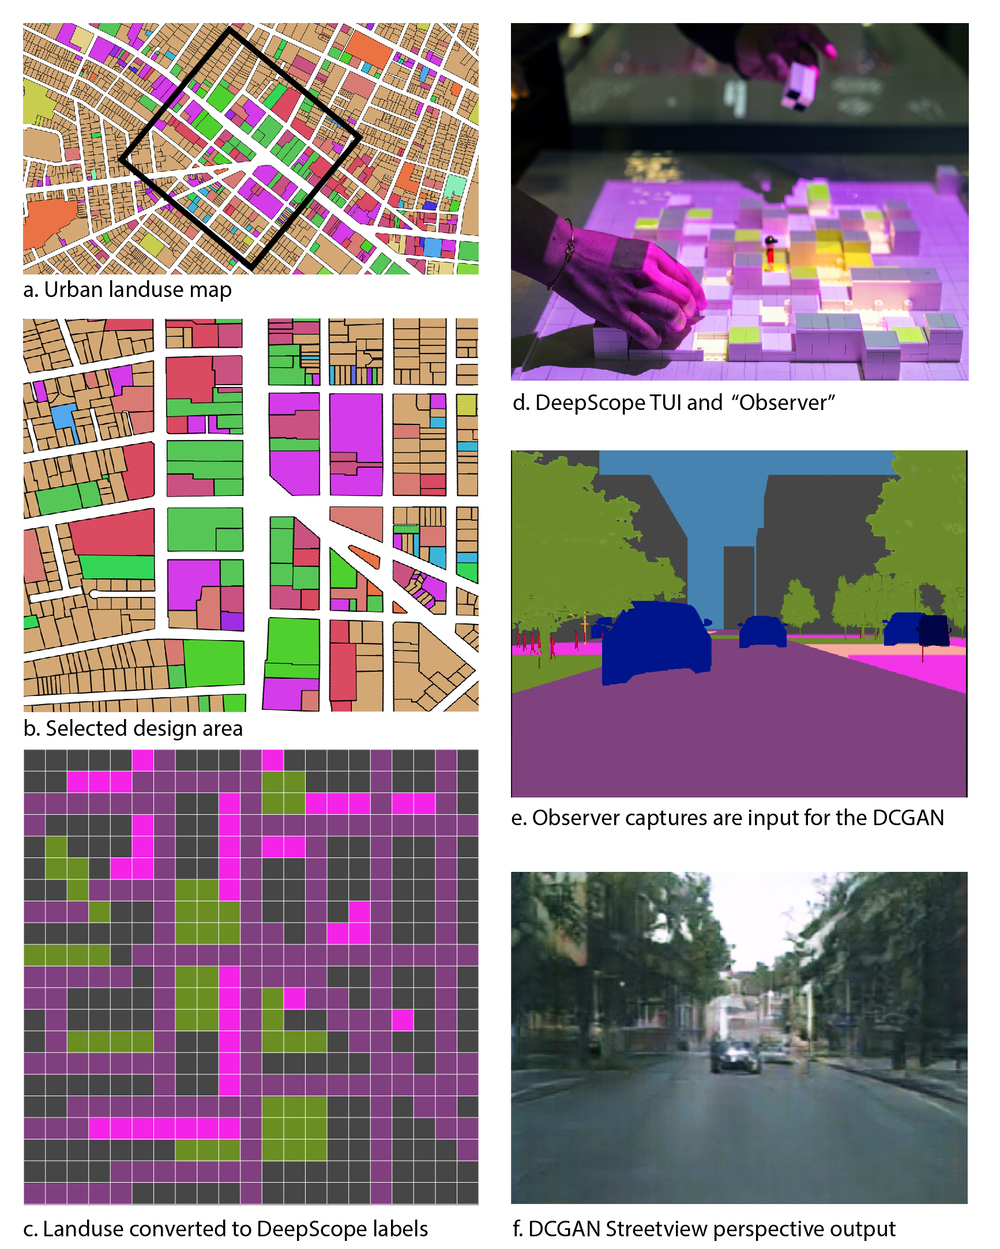 a. Urban landuse map
b. Selected design area
c. Landuse converted to DeepScope labels
d. DeepScope TUI and “Observer”
e. Observer captures are input for the DCGAN
f. DCGAN Streetview perspective output